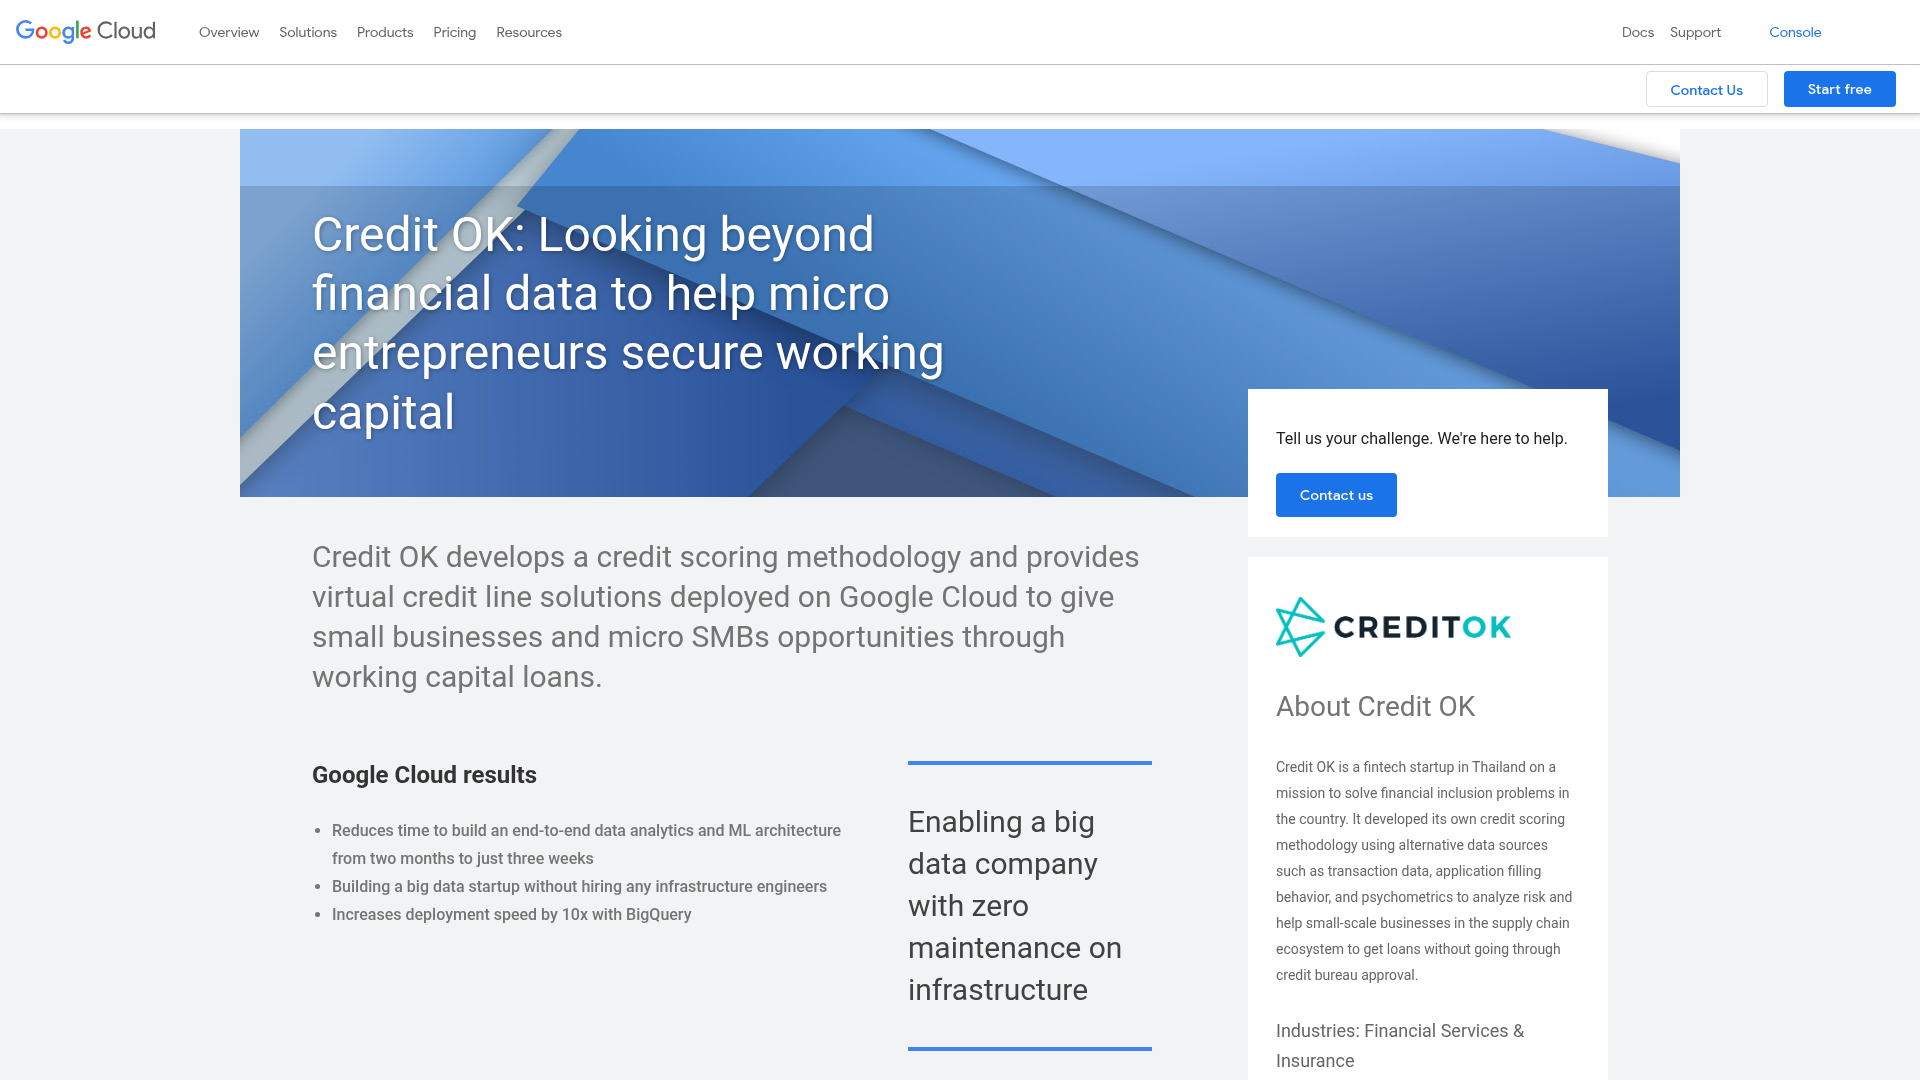 Google Cloud
Overview
Solutions
Products
Pricing
Resources
Docs
Support
Console
Contact Us
Start free
Credit OK: Looking beyond
financial data to help micro
entrepreneurs secure working
capital
Tell us your challenge. We're here to help.
Contact us
Credit OK develops a credit scoring methodology and provides
virtual credit line solutions deployed on Google Cloud to give
small businesses and micro SMBs opportunities through
working capital loans.
Google Cloud results
• Reduces time to build an end-to-end data analytics and ML architecture
from two months to just three weeks
• Building a big data startup without hiring any infrastructure engineers
• Increases deployment speed by 10x with BigQuery
Enabling a big
data company
with zero
maintenance on
infrastructure
CREDITOK
About Credit OK
Credit OK is a fintech startup in Thailand on a
mission to solve financial inclusion problems in
the country. It developed its own credit scoring
methodology using alternative data sources
such as transaction data, application filling
behavior, and psychometrics to analyze risk and
help small-scale businesses in the supply chain
ecosystem to get loans without going through
credit bureau approval.
Industries: Financial Services &
Insurance